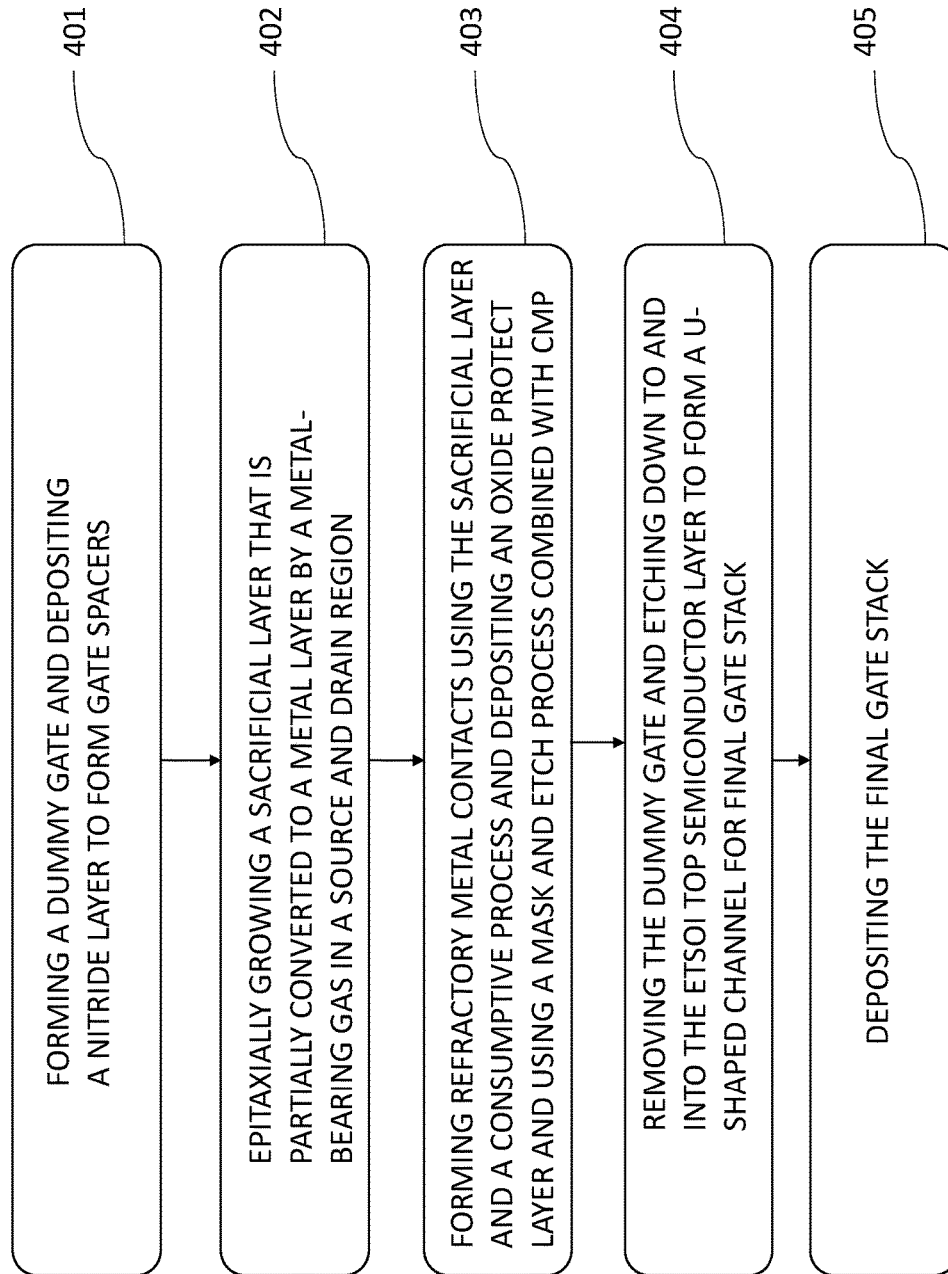 FORMING A DUMMY GATE AND DEPOSITING
A NITRIDE LAYER TO FORM GATE SPACERS
401
EPITAXIALLY GROWING A SACRIFICIAL LAYER THAT IS
PARTIALLY CONVERTED TO A METAL LAYER BY A METAL-
BEARING GAS IN A SOURCE AND DRAIN REGION
402
FORMING REFRACTORY METAL CONTACTS USING THE SACRIFICIAL LAYER
AND A CONSUMPTIVE PROCESS AND DEPOSITING AN OXIDE PROTECT
LAYER AND USING A MASK AND ETCH PROCESS COMBINED WITH CMP
403
REMOVING THE DUMMY GATE AND ETCHING DOWN TO AND
INTO THE ETSOI TOP SEMICONDUCTOR LAYER TO FORM A U-
SHAPED CHANNEL FOR FINAL GATE STACK
404
DEPOSITING THE FINAL GATE STACK
405